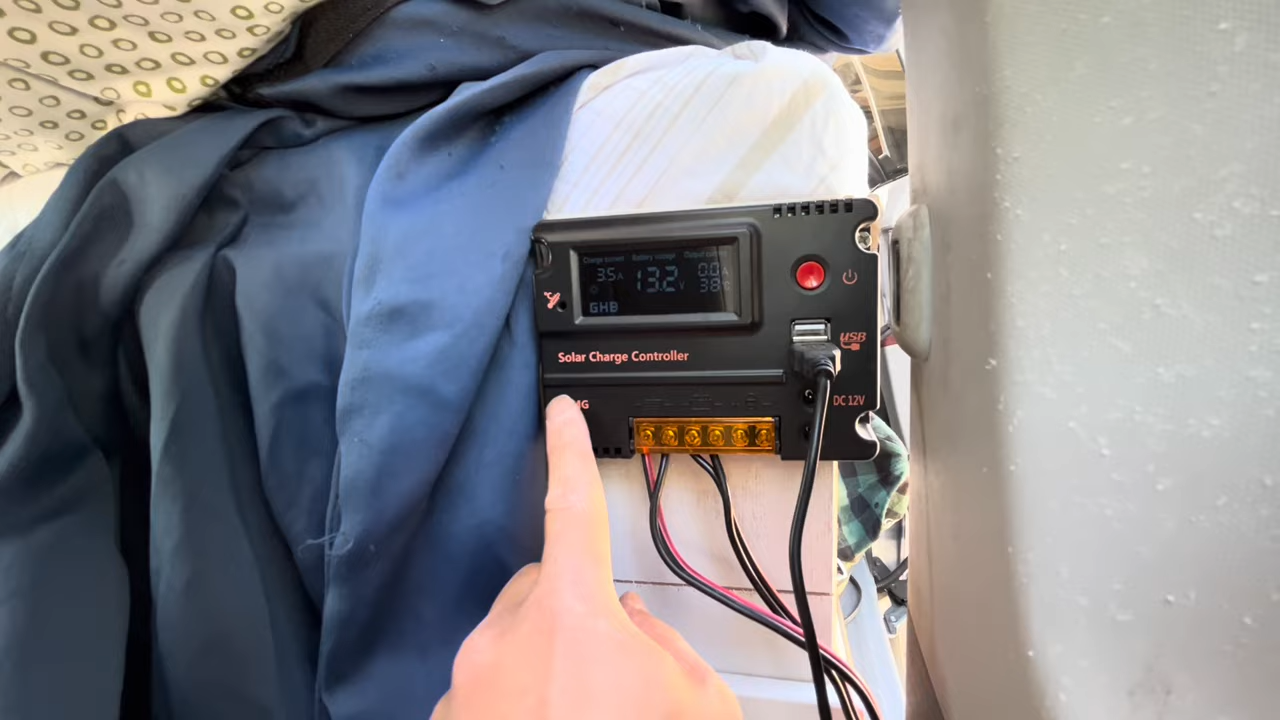 Charge current Battery voltage Output
3.5A 13.2V 0.0A
38°C
GHB
USB
Solar Charge Controller
DC 12V